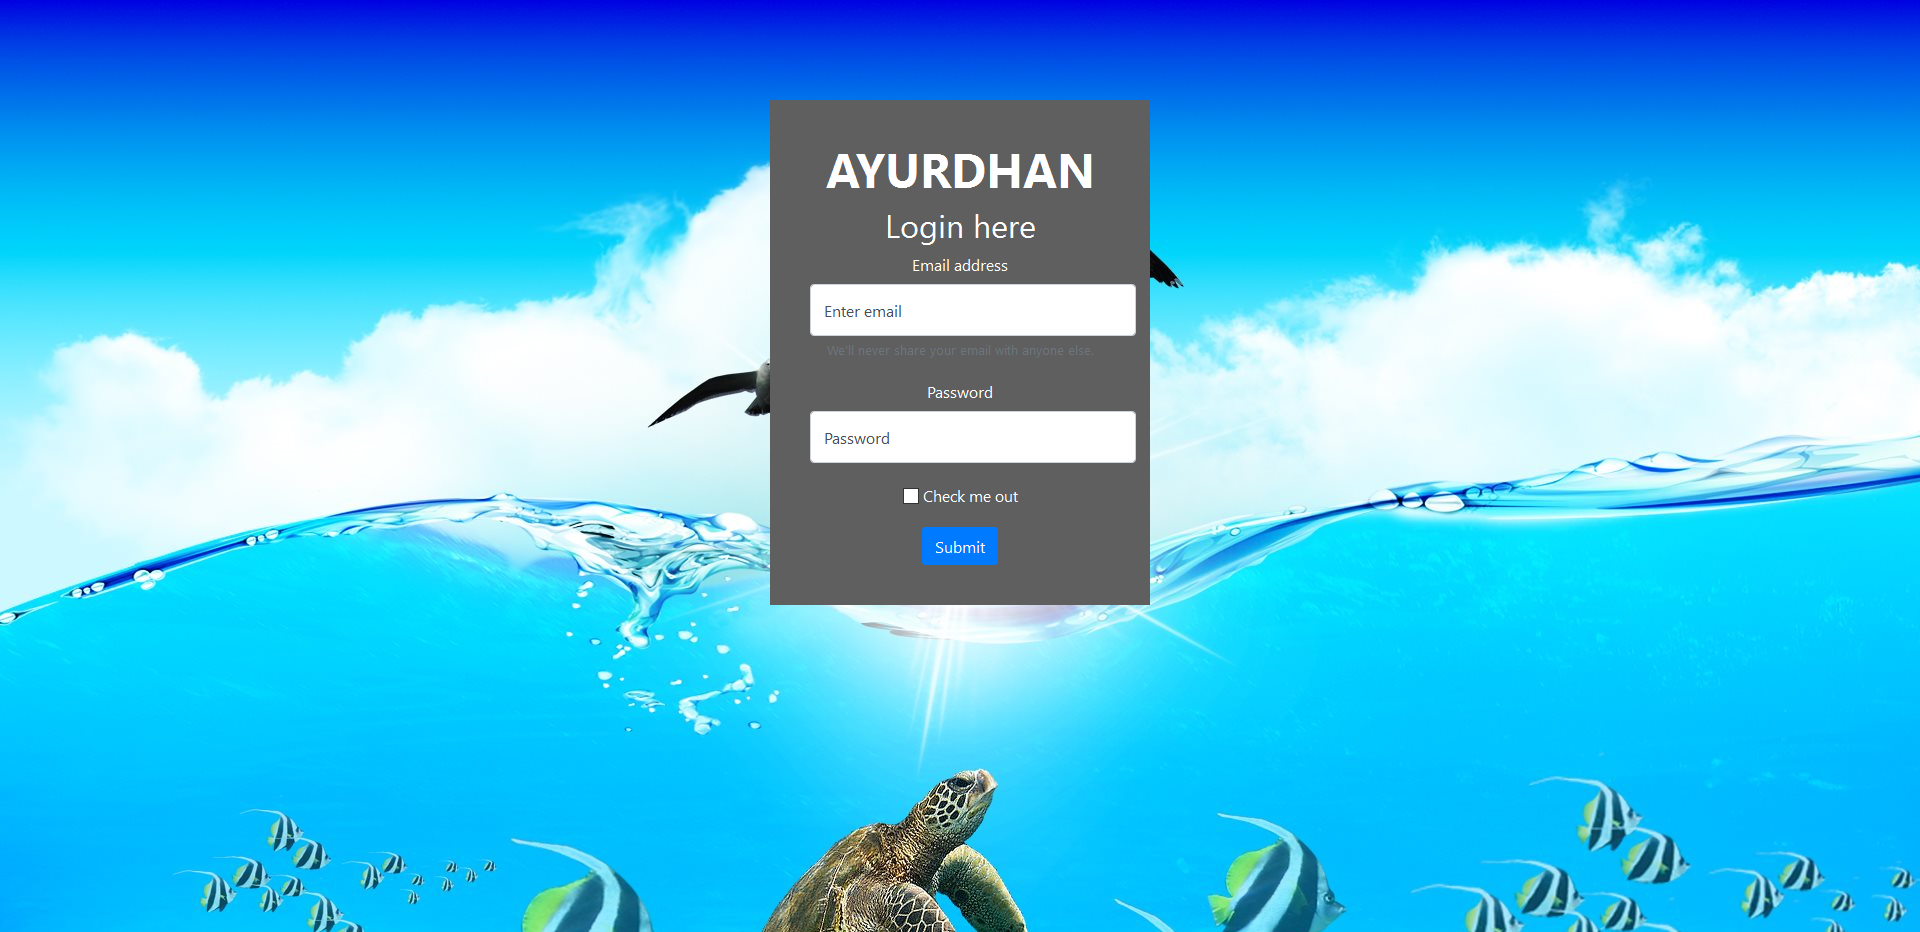 AYURDHAN
Login here
Email address
Enter email
We'll never share your email with anyone else.
Password
Password
Check me out
Submit